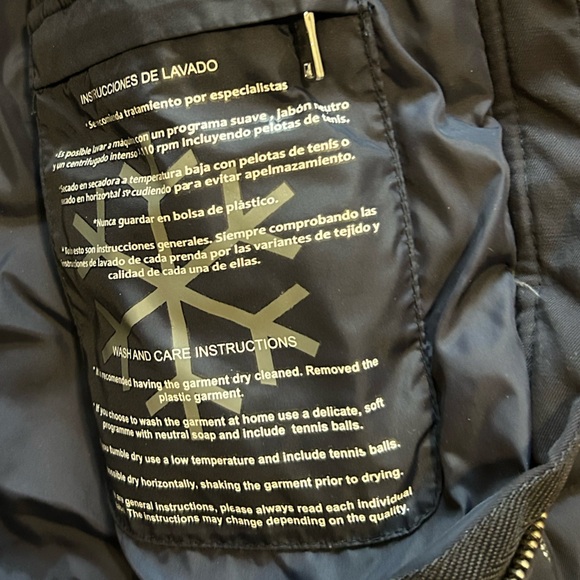 INSTRUCCIONES DE LAVADO
tratamiento por especialistas
*Es posible lavar a máquina con un programa suave, Jabón neutro
y un centrifugado intenso 110 rpm incluyendo pelotas de tenis.
secado en secadora a temperatura baja con pelotas de tenis o
secado en horizontal sacudiendo para evitar apelmazamiento.
*Nunca guardar en bolsa de plástico.
esto son instrucciones generales. Siempre comprobando las
instrucciones de lavado de cada prenda por las variantes de tejido y
calidad de cada una de ellas.
WASH AND CARE INSTRUCTIONS
having the garment dry cleaned. Removed the
plastic garment.
*If you choose to wash the garment at home use a delicate, soft
programme with neutral soap and include tennis balls.
tumble dry use a low temperature and include tennis balls.
dry horizontally, shaking the garment prior to drying.
general instructions, please always read each individual
The instructions may change depending on the quality.